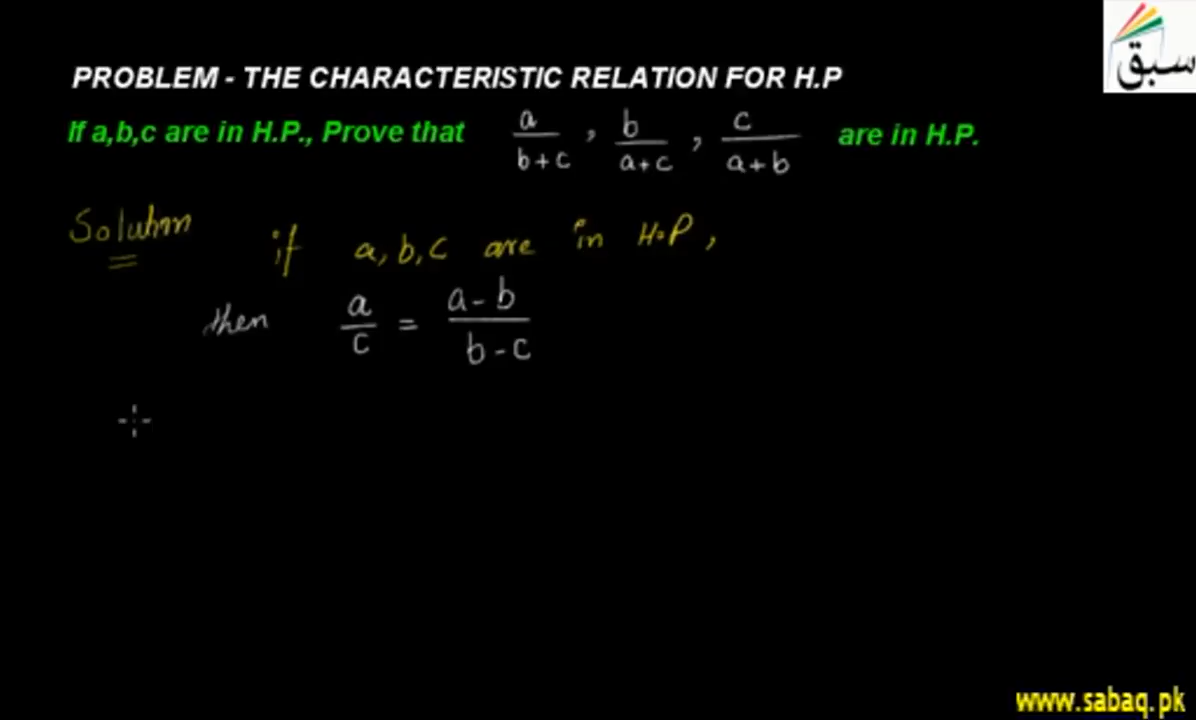 سبق
PROBLEM - THE CHARACTERISTIC RELATION FOR H.P
If a,b,c are in H.P., Prove that a/(b+c) , b/(a+c) , c/(a+b) are in H.P.
Solution if a, b, c are in H.P ,
then a/c = (a-b)/(b-c)
www.sabaq.pk